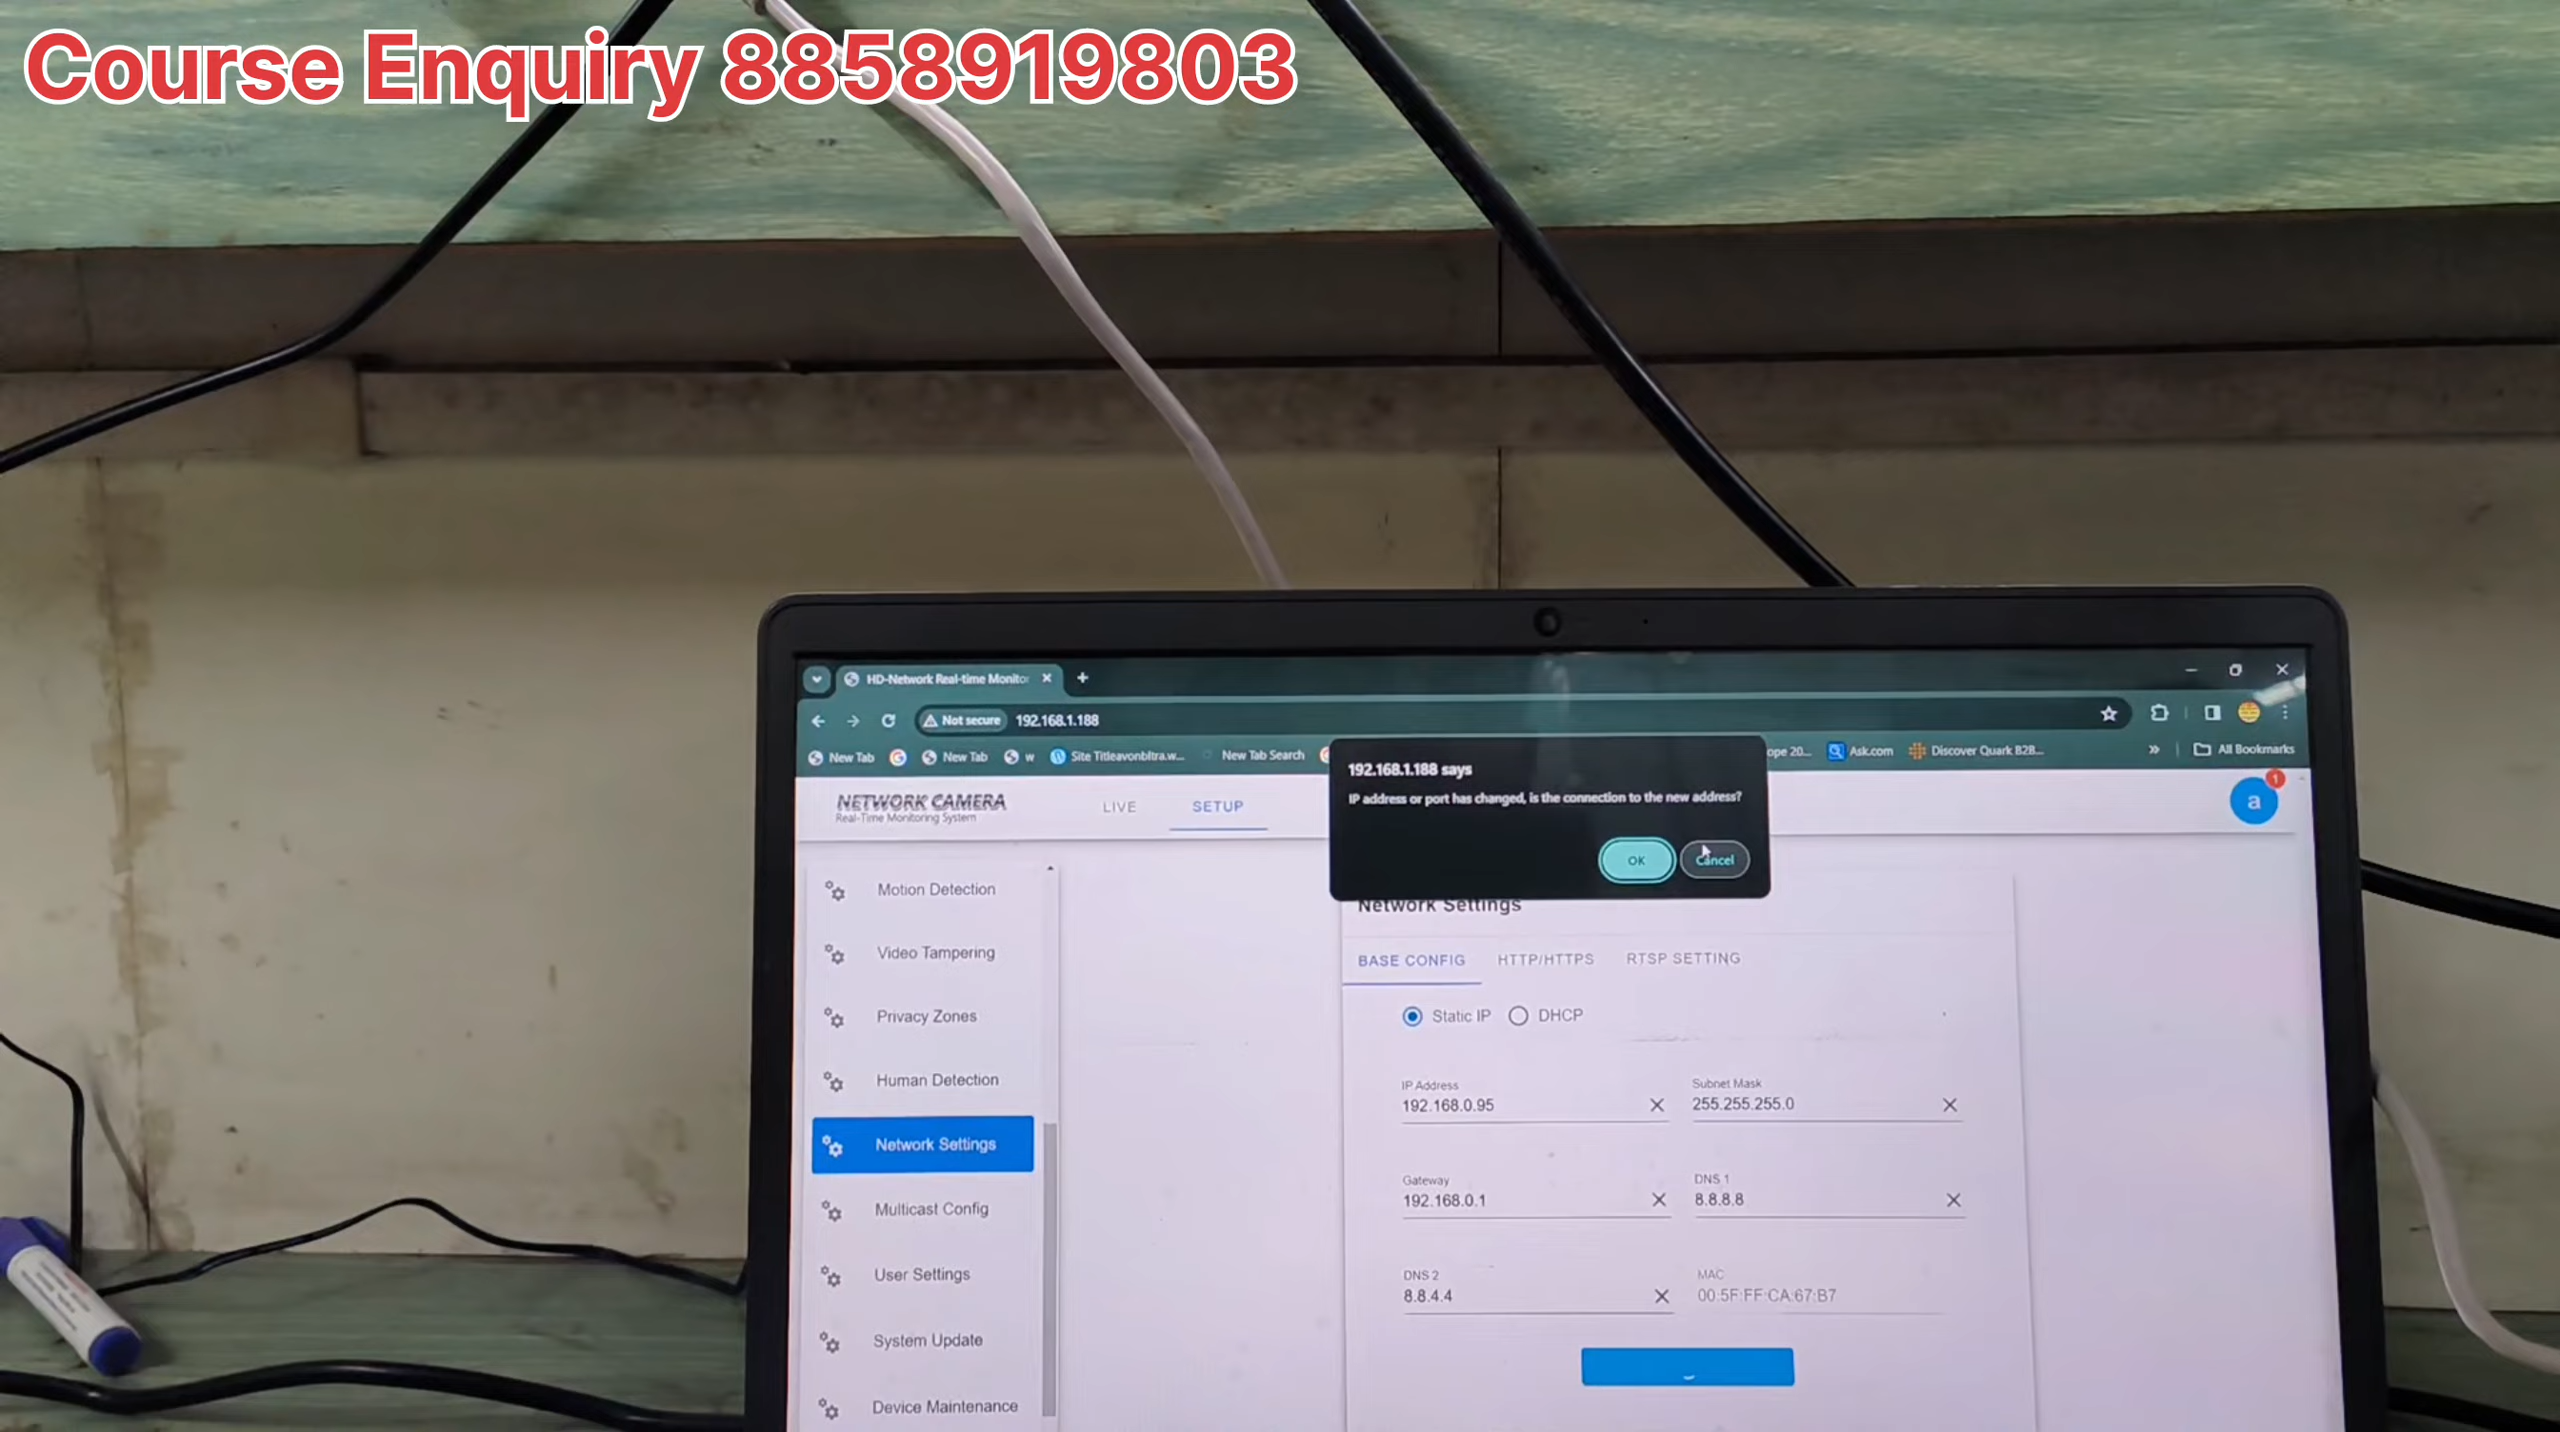 Course Enquiry 8858919803
HD-Network Real-time Monitor
Not secure 192.168.1.188
New Tab New Tab w Site Titleavonbltra.w... New Tab Search ope 20... Ask.com Discover Quark B2B... All Bookmarks
192.168.1.188 says
IP address or port has changed, is the connection to the new address?
OK Cancel
NETWORK CAMERA
Real-Time Monitoring System
LIVE SETUP
a 1
Motion Detection
Video Tampering
Privacy Zones
Human Detection
Network Settings
Multicast Config
User Settings
System Update
Device Maintenance
Network Settings
BASE CONFIG HTTP/HTTPS RTSP SETTING
Static IP DHCP
IP Address Subnet Mask
192.168.0.95 255.255.255.0
Gateway DNS 1
192.168.0.1 8.8.8.8
DNS 2 MAC
8.8.4.4 00:5F:FF:CA:67:B7